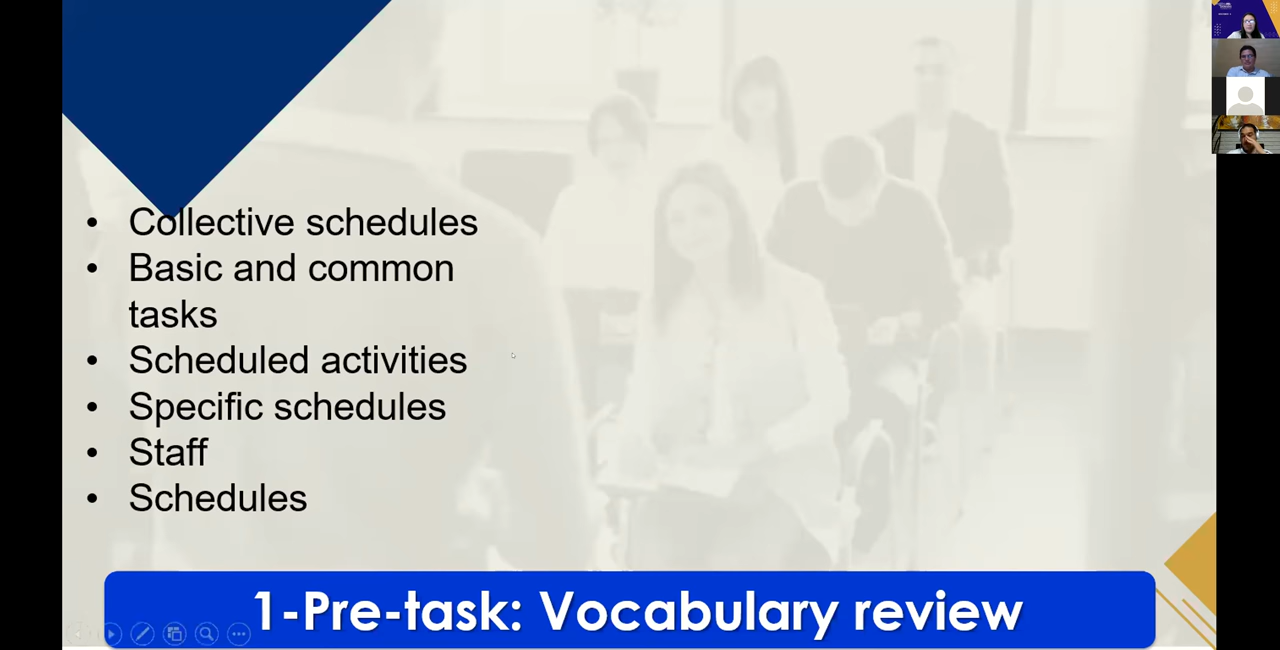 Collective schedules
Basic and common
tasks
Scheduled activities
Specific schedules
Staff
Schedules
1-Pre-task: Vocabulary review